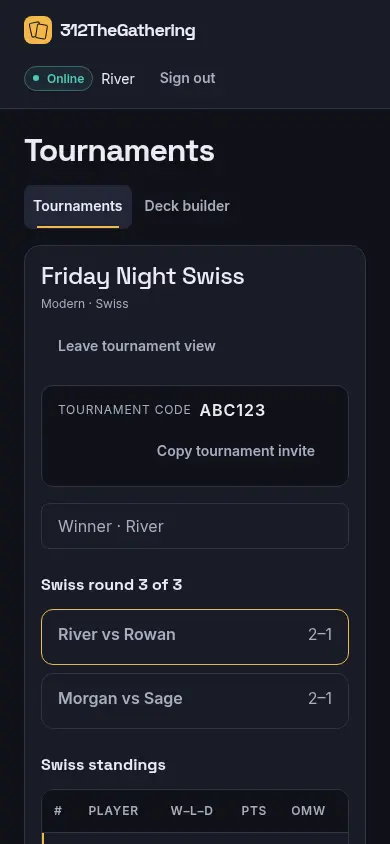 312TheGathering
Online River Sign out
Tournaments
Tournaments Deck builder
Friday Night Swiss
Modern · Swiss
Leave tournament view
TOURNAMENT CODE ABC123
Copy tournament invite
Winner · River
Swiss round 3 of 3
River vs Rowan 2–1
Morgan vs Sage 2–1
Swiss standings
# PLAYER W–L–D PTS OMW